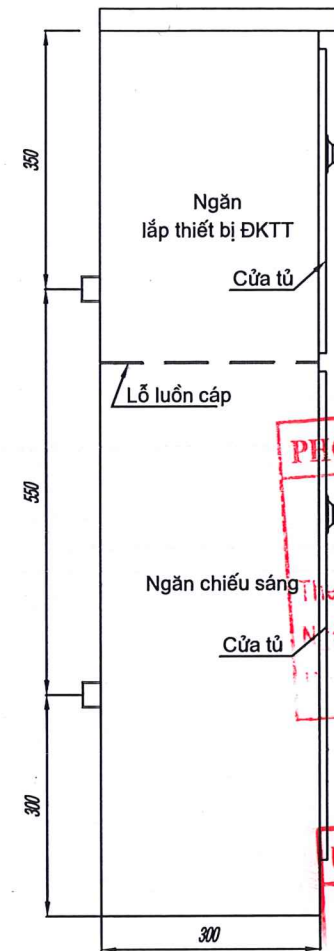 350
Ngăn
lắp thiết bị ĐKTT
Cửa tủ
Lỗ luồn cáp
550
Ngăn chiếu sáng
Cửa tủ
300
300